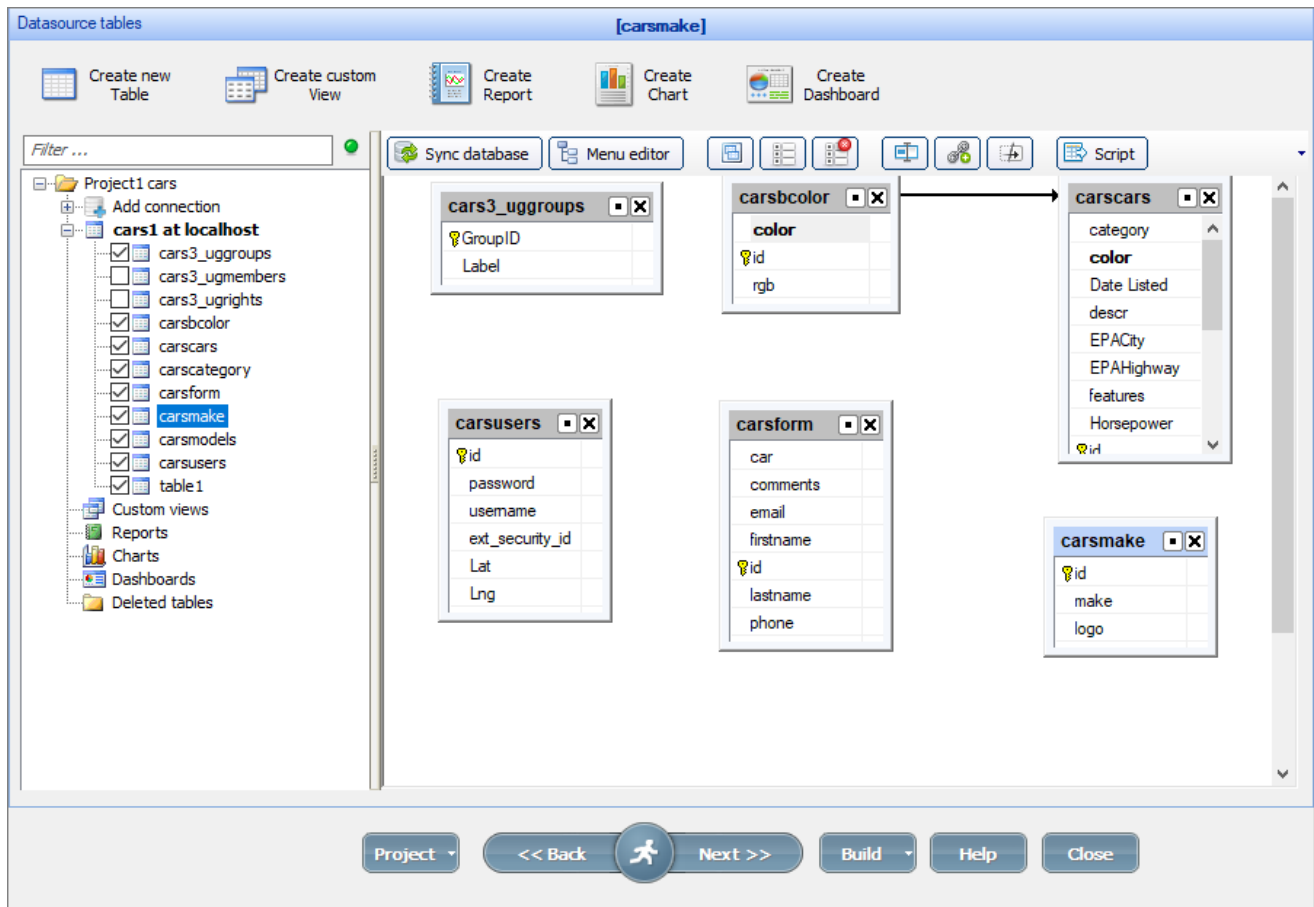 Datasource tables
[carsmake]
Create new
Table
Create custom
View
Create
Report
Create
Chart
Create
Dashboard
Filter ...
Project1 cars
Add connection
cars1 at localhost
cars3_uggroups
cars3_ugmembers
cars3_ugrights
carsbcolor
carscars
carscategory
carsform
carsmake
carsmodels
carsusers
table1
Custom views
Reports
Charts
Dashboards
Deleted tables
Sync database
Menu editor
Script
cars3_uggroups
GroupID
Label
carsbcolor
color
id
rgb
carscars
category
color
Date Listed
descr
EPACity
EPAHighway
features
Horsepower
id
carsusers
id
password
username
ext_security_id
Lat
Lng
carsform
car
comments
email
firstname
id
lastname
phone
carsmake
id
make
logo
Project
<< Back
Next >>
Build
Help
Close